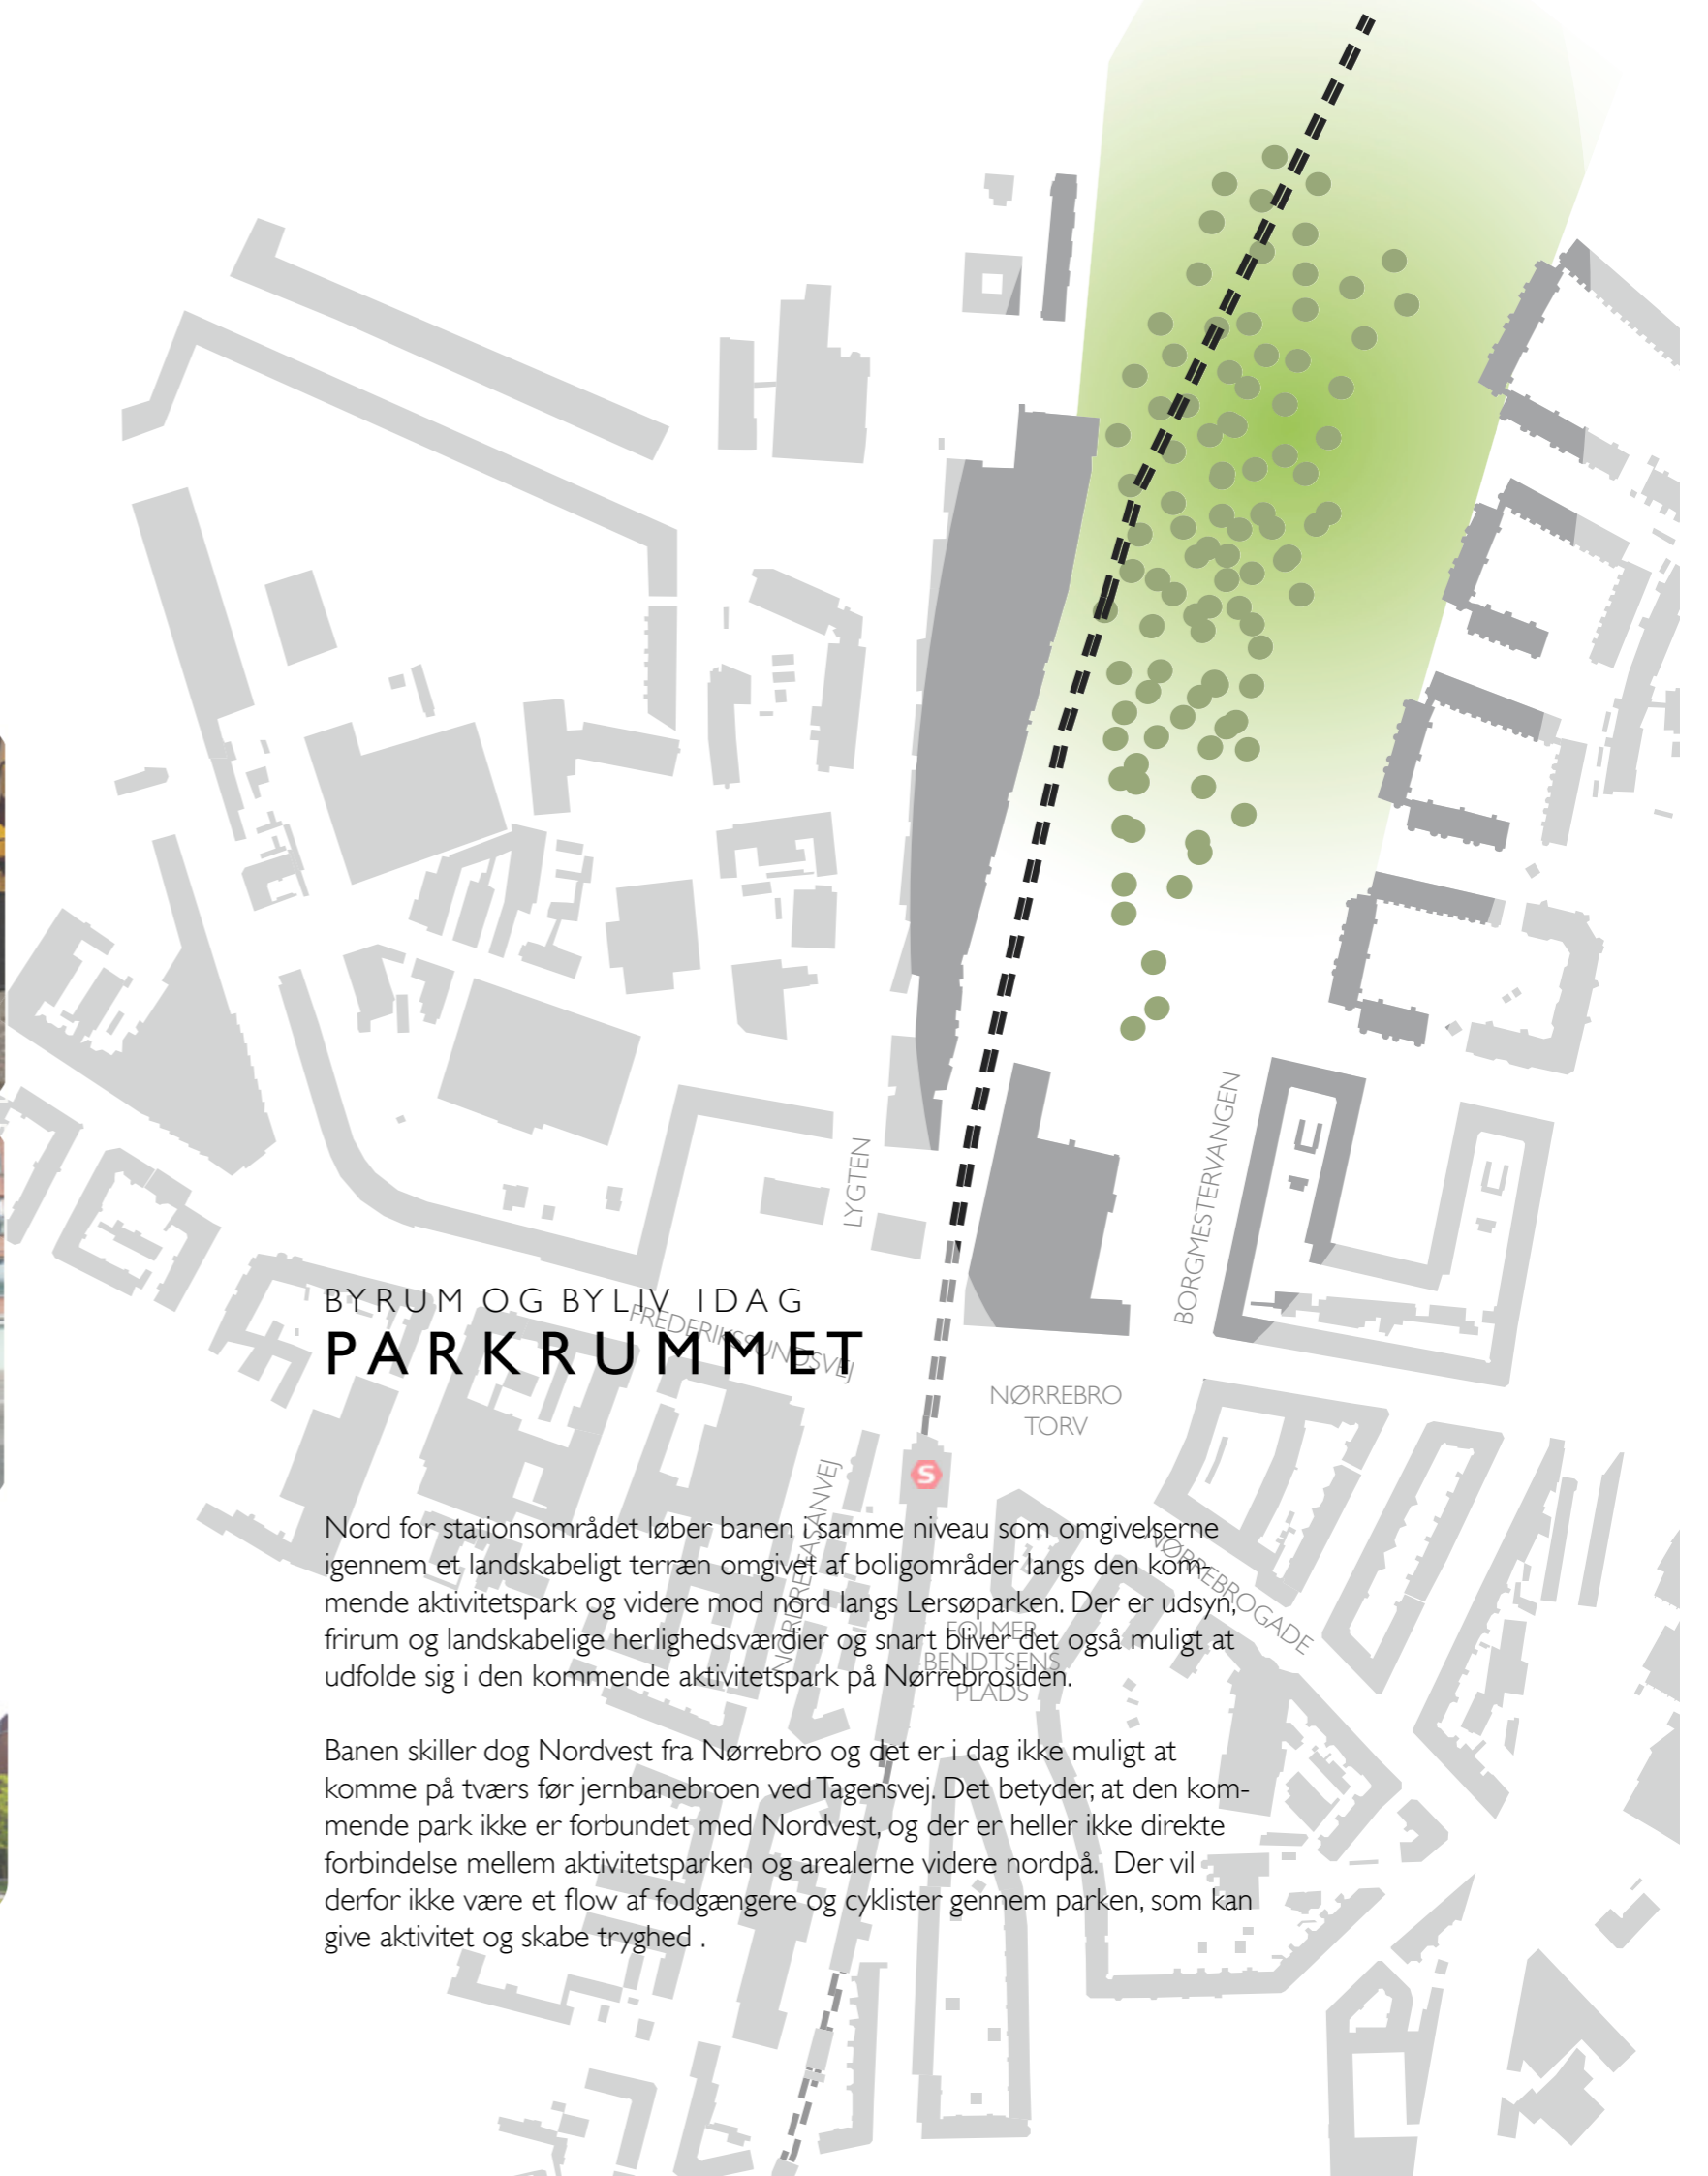 LYGTEN
BORGMESTERVANGEN
BYRUM OG BYLIV IDAG
PARKRUMMET
FREDERIKSSUNDSVEJ
NØRREBRO
TORV
S
NORDRE FASANVEJ
NØRREBROGADE
FOLMER
BENDTSENS
PLADS
Nord for stationsområdet løber banen i samme niveau som omgivelserne
igennem et landskabeligt terræn omgivet af boligområder langs den kom-
mende aktivitetspark og videre mod nord langs Lersøparken. Der er udsyn,
frirum og landskabelige herlighedsværdier og snart bliver det også muligt at
udfolde sig i den kommende aktivitetspark på Nørrebrosiden.
Banen skiller dog Nordvest fra Nørrebro og det er i dag ikke muligt at
komme på tværs før jernbanebroen ved Tagensvej. Det betyder, at den kom-
mende park ikke er forbundet med Nordvest, og der er heller ikke direkte
forbindelse mellem aktivitetsparken og arealerne videre nordpå. Der vil
derfor ikke være et flow af fodgængere og cyklister gennem parken, som kan
give aktivitet og skabe tryghed .